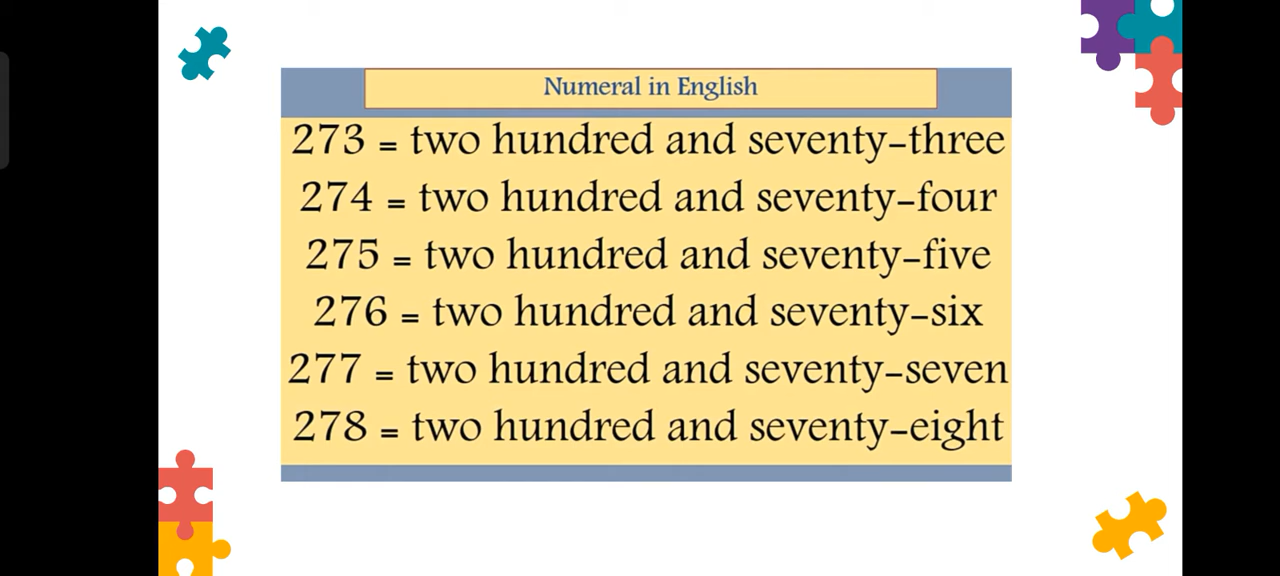 Numeral in English
273 = two hundred and seventy-three
274 = two hundred and seventy-four
275 = two hundred and seventy-five
276 = two hundred and seventy-six
277 = two hundred and seventy-seven
278 = two hundred and seventy-eight